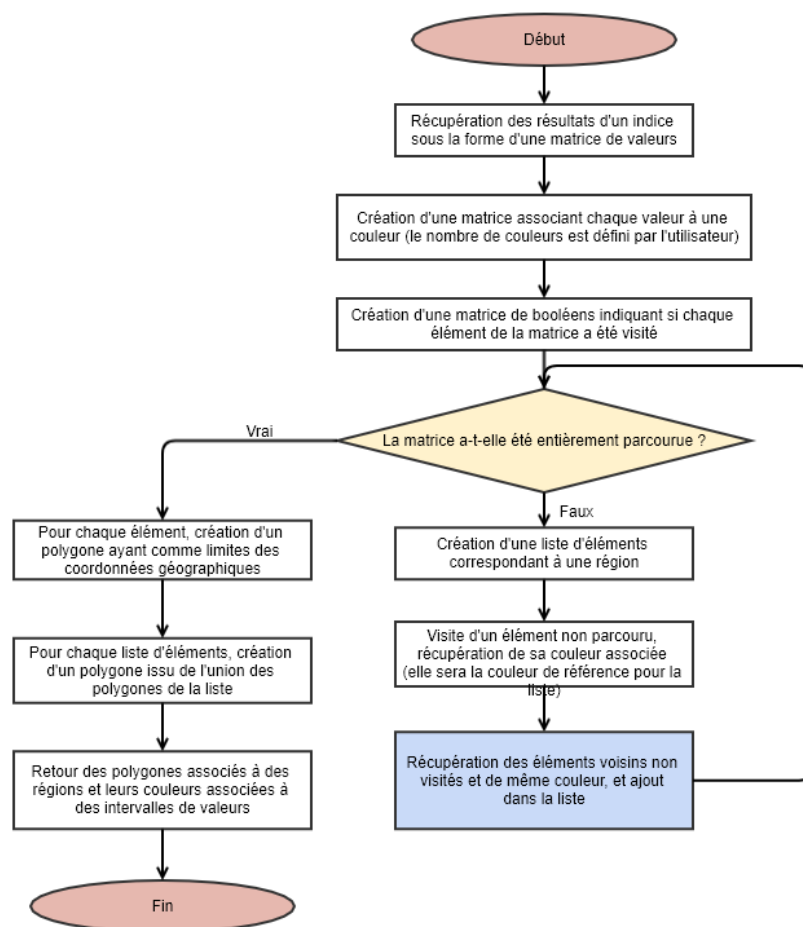 Début
Récupération des résultats d'un indice
sous la forme d'une matrice de valeurs
Création d'une matrice associant chaque valeur à une
couleur (le nombre de couleurs est défini par l'utilisateur)
Création d'une matrice de booléens indiquant si chaque
élément de la matrice a été visité
La matrice a-t-elle été entièrement parcourue ?
Vrai
Faux
Pour chaque élément, création d'un
polygone ayant comme limites des
coordonnées géographiques
Pour chaque liste d'éléments, création
d'un polygone issu de l'union des
polygones de la liste
Retour des polygones associés à des
régions et leurs couleurs associées à
des intervalles de valeurs
Fin
Création d'une liste d'éléments
correspondant à une région
Visite d'un élément non parcouru,
récupération de sa couleur associée
(elle sera la couleur de référence pour la
liste)
Récupération des éléments voisins non
visités et de même couleur, et ajout
dans la liste